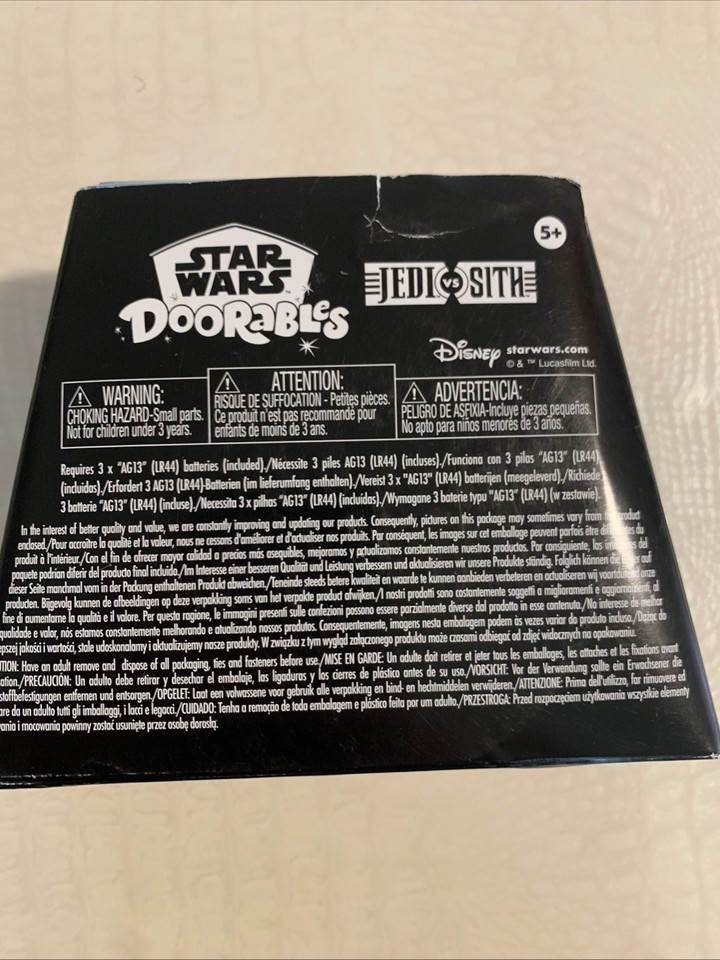 STAR
WARS™
DOORABLES
JEDI VS SITH™
5+
Disney starwars.com
© & ™ Lucasfilm Ltd.
WARNING:
CHOKING HAZARD-Small parts.
Not for children under 3 years.
ATTENTION:
RISQUE DE SUFFOCATION - Petites pièces.
Ce produit n'est pas recommandé pour
enfants de moins de 3 ans.
ADVERTENCIA:
PELIGRO DE ASFIXIA-Incluye piezas pequeñas.
No apto para niños menores de 3 años.
Requires 3 x "AG13" (LR44) batteries (included)./Nécessite 3 piles AG13 (LR44) (incluses)./Funciona con 3 pilas "AG13" (LR44)
(incluidas)./Erfordert 3 AG13 (LR44)-Batterien (im lieferumfang enthalten)./Vereist 3 x "AG13" (LR44) batterijen (meegeleverd)./Richiede
3 batterie "AG13" (LR44) (incluse)./Necessita 3 x pilhas "AG13" (LR44) (incluidas)./Wymagane 3 baterie typu "AG13" (LR44) (w zestawie).
In the interest of better quality and value, we are constantly improving and updating our products. Consequently, pictures on this package may sometimes vary from the product
enclosed./Pour accroître la qualité et la valeur, nous ne cessons d'améliorer et d'actualiser nos produits. Par conséquent, les images sur cet emballage peuvent parfois être du
produit à l'intérieur./Con el fin de ofrecer mayor calidad a precios más asequibles, mejoramos y actualizamos constantemente nuestros productos. Por consiguiente, las del
paquete podrían diferir del producto final incluido./Im Interesse einer besseren Qualität und Leistung verbessern und aktualisieren wir unsere Produkte ständig. Folglich können die auf
dieser Seite manchmal vom in der Packung enthaltenen Produkt abweichen./Teneinde steeds betere kwaliteit en waarde te kunnen aanbieden verbeteren en actualiseren wij voortdurend onze
producten. Bijgevolg kunnen de afbeeldingen op deze verpakking soms van het verpakte product afwijken./I nostri prodotti sono costantemente soggetti a miglioramenti e aggiornamenti, al
fine di aumentarne la qualità e il valore. Per questa ragione, le immagini presenti sulle confezioni possono essere parzialmente diverse dal prodotto in esse contenuto./No interesse de melhor
qualidade e valor, nós estamos constantemente melhorando e atualizando nossos produtos. Consequentemente, imagens nesta embalagem podem às vezes variar do produto incluso./Dążąc do
epszej jakości i wartości, stale udoskonalamy i aktualizujemy nasze produkty. W związku z tym wygląd załączonego produktu może czasami odbiegać od zdjęć widocznych na opakowaniu.
TION: Have an adult remove and dispose of all packaging, ties and fasteners before use./MISE EN GARDE: Un adulte doit retirer et jeter tous les emballages, les attaches et les fixations avant
ation./PRECAUCIÓN: Un adulto debe retirar y desechar el embalaje, las ligaduras y los cierres de plástico antes de su uso./VORSICHT: Vor der Verwendung sollte ein Erwachsener die
stoffbefestigungen entfernen und entsorgen./OPGELET: Laat een volwassene voor gebruik alle verpakking en bind- en hechtmiddelen verwijderen./ATTENZIONE: Prima dell'utilizzo, far rimuovere ed
are da un adulto tutti gli imballaggi, i lacci e legacci./CUIDADO: Tenha a remoção de toda embalagem e plástico feita por um adulto./PRZESTROGA: Przed rozpoczęciem użytkowania wszystkie elementy
vania i mocowania powinny zostać usunięte przez osobę dorosłą.